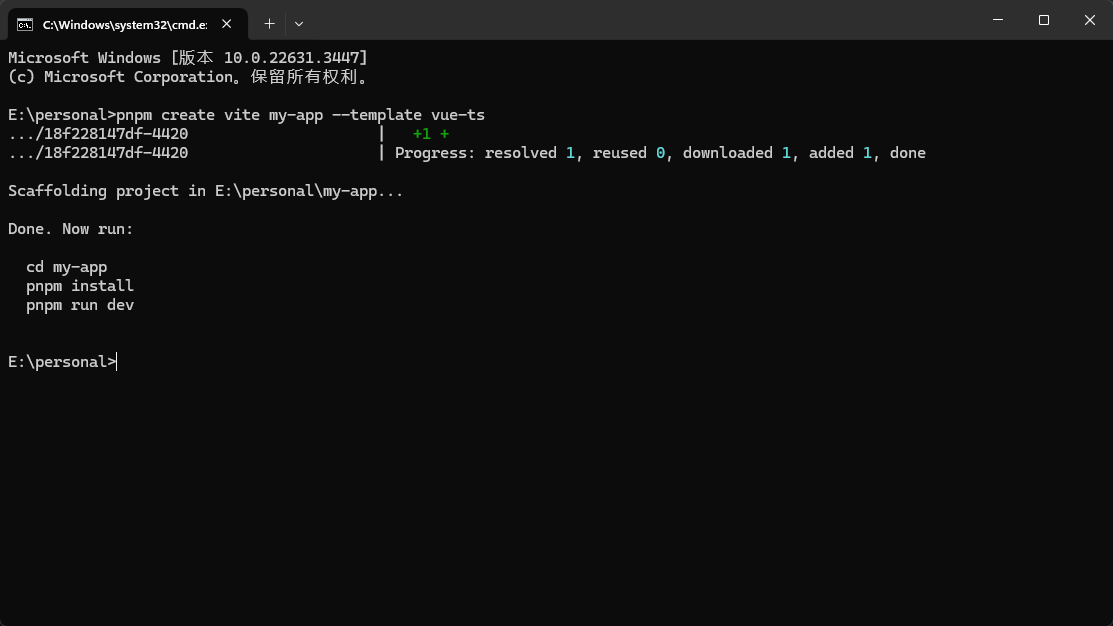 C:\Windows\system32\cmd.e
Microsoft Windows [版本 10.0.22631.3447]
(c) Microsoft Corporation。保留所有权利。
E:\personal>pnpm create vite my-app --template vue-ts
.../18f228147df-4420 | +1 +
.../18f228147df-4420 | Progress: resolved 1, reused 0, downloaded 1, added 1, done
Scaffolding project in E:\personal\my-app...
Done. Now run:
cd my-app
pnpm install
pnpm run dev
E:\personal>